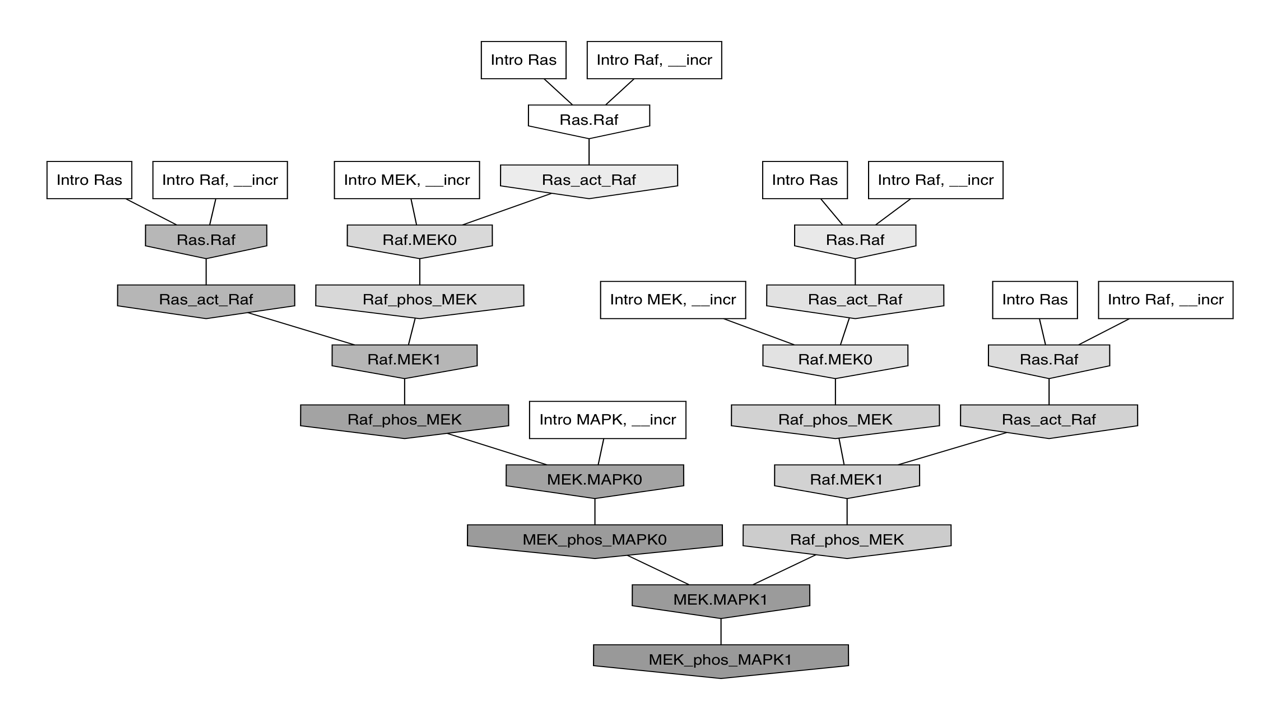 Intro Ras
Intro Raf, __incr
Ras.Raf
Intro Ras
Intro Raf, __incr
Intro MEK, __incr
Ras_act_Raf
Intro Ras
Intro Raf, __incr
Ras.Raf
Raf.MEK0
Ras.Raf
Ras_act_Raf
Raf_phos_MEK
Intro MEK, __incr
Ras_act_Raf
Intro Ras
Intro Raf, __incr
Raf.MEK1
Raf.MEK0
Ras.Raf
Raf_phos_MEK
Intro MAPK, __incr
Raf_phos_MEK
Ras_act_Raf
MEK.MAPK0
Raf.MEK1
MEK_phos_MAPK0
Raf_phos_MEK
MEK.MAPK1
MEK_phos_MAPK1